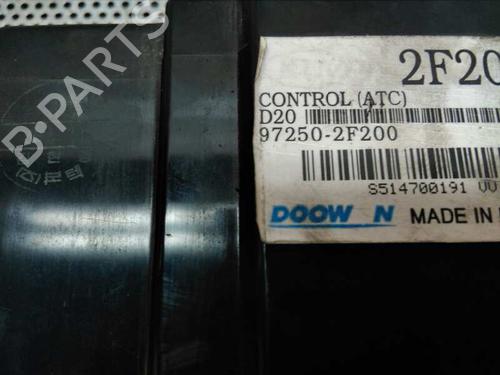 B-PARTS
2F20
CONTROL (ATC)
D20
97250-2F200
S514700191
DOOW N MADE IN